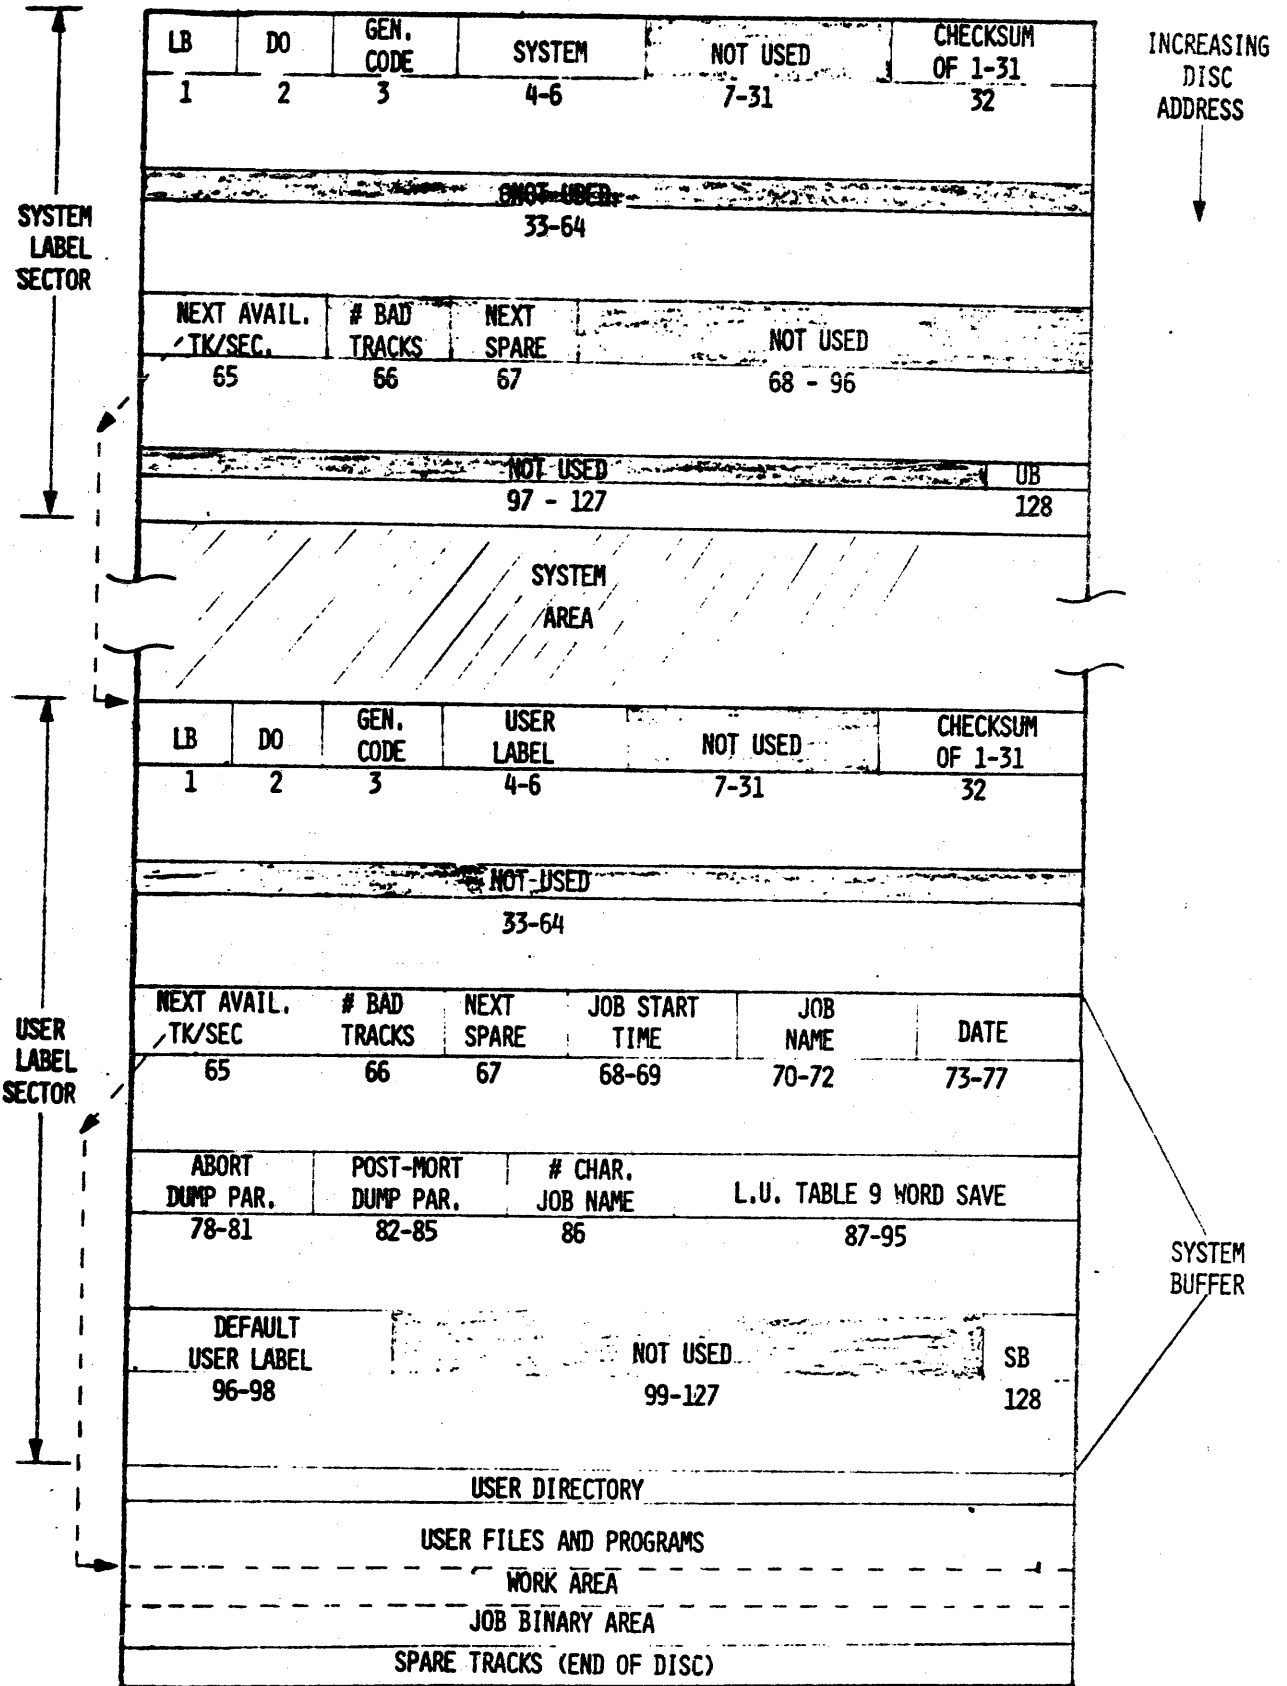 LB DO GEN. CODE SYSTEM NOT USED CHECKSUM OF 1-31
1 2 3 4-6 7-31 32
INCREASING
DISC
ADDRESS
NOT USED
33-64
SYSTEM
LABEL
SECTOR
NEXT AVAIL. TK/SEC. # BAD TRACKS NEXT SPARE NOT USED
65 66 67 68 - 96
NOT USED UB
97 - 127 128
SYSTEM
AREA
LB DO GEN. CODE USER LABEL NOT USED CHECKSUM OF 1-31
1 2 3 4-6 7-31 32
NOT USED
33-64
USER
LABEL
SECTOR
NEXT AVAIL. TK/SEC # BAD TRACKS NEXT SPARE JOB START TIME JOB NAME DATE
65 66 67 68-69 70-72 73-77
ABORT DUMP PAR. POST-MORT DUMP PAR. # CHAR. JOB NAME L.U. TABLE 9 WORD SAVE
78-81 82-85 86 87-95
SYSTEM
BUFFER
DEFAULT USER LABEL NOT USED SB
96-98 99-127 128
USER DIRECTORY
USER FILES AND PROGRAMS
WORK AREA
JOB BINARY AREA
SPARE TRACKS (END OF DISC)